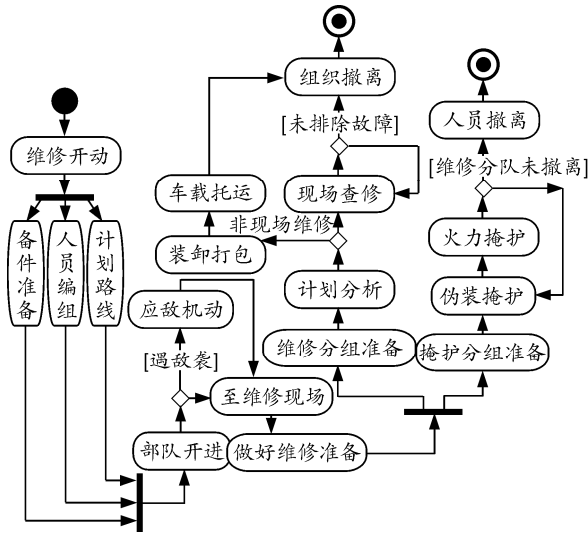 组织撤离
[未排除故障]
人员撤离
维修开动
[维修分队未撤离]
车载托运
现场查修
备件准备
人员编组
计划路线
非现场维修
火力掩护
装卸打包
应敌机动
计划分析
伪装掩护
维修分组准备
掩护分组准备
[遇敌袭]
至维修现场
部队开进
做好维修准备